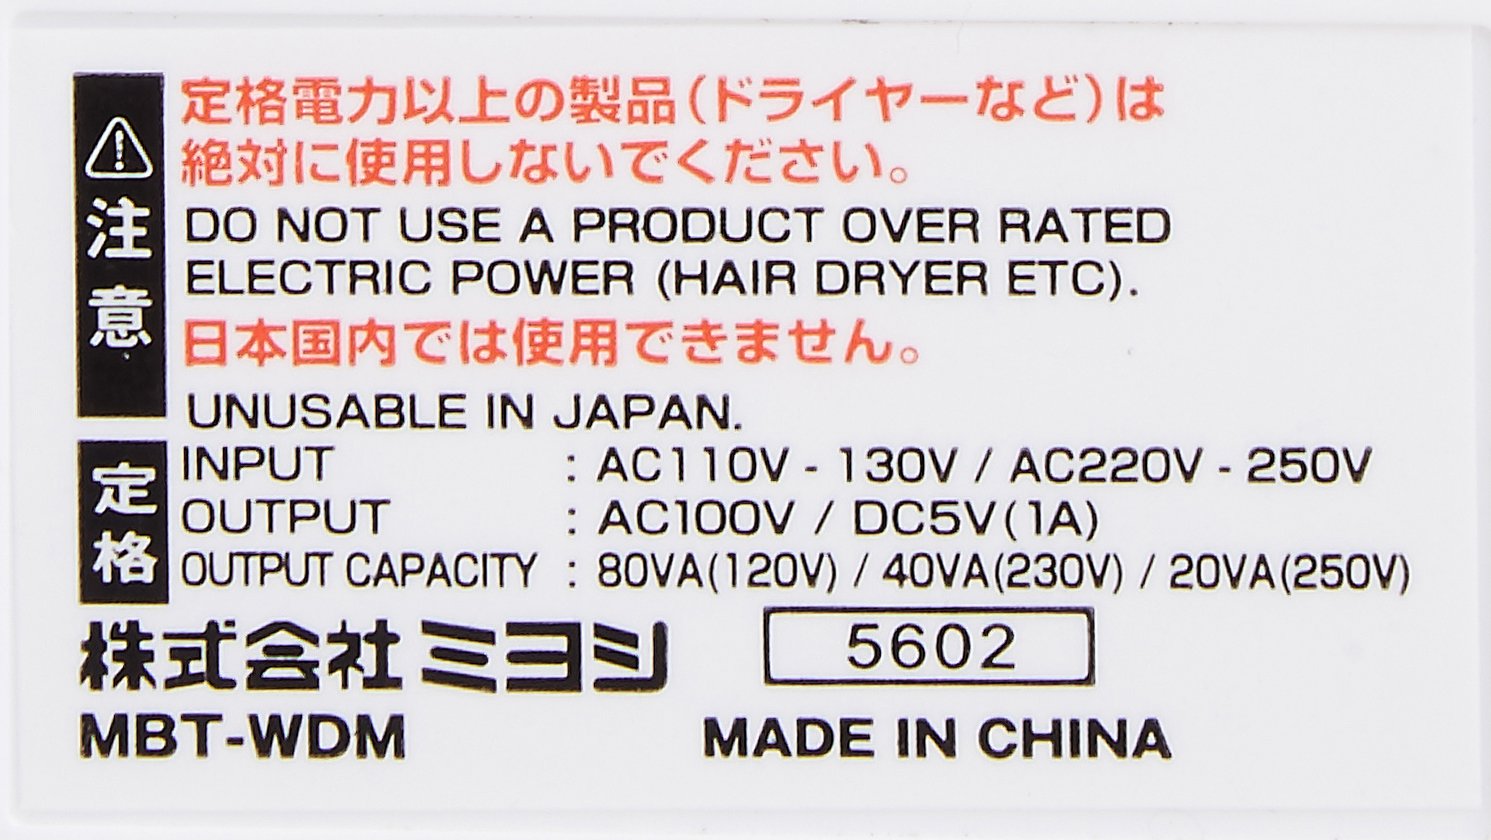 注意
定格電力以上の製品(ドライヤーなど)は
絶対に使用しないでください。
DO NOT USE A PRODUCT OVER RATED
ELECTRIC POWER (HAIR DRYER ETC).
日本国内では使用できません。
UNUSABLE IN JAPAN.
定格
INPUT : AC110V - 130V / AC220V - 250V
OUTPUT : AC100V / DC5V(1A)
OUTPUT CAPACITY : 80VA(120V) / 40VA(230V) / 20VA(250V)
株式会社ミヨシ 5602
MBT-WDM MADE IN CHINA